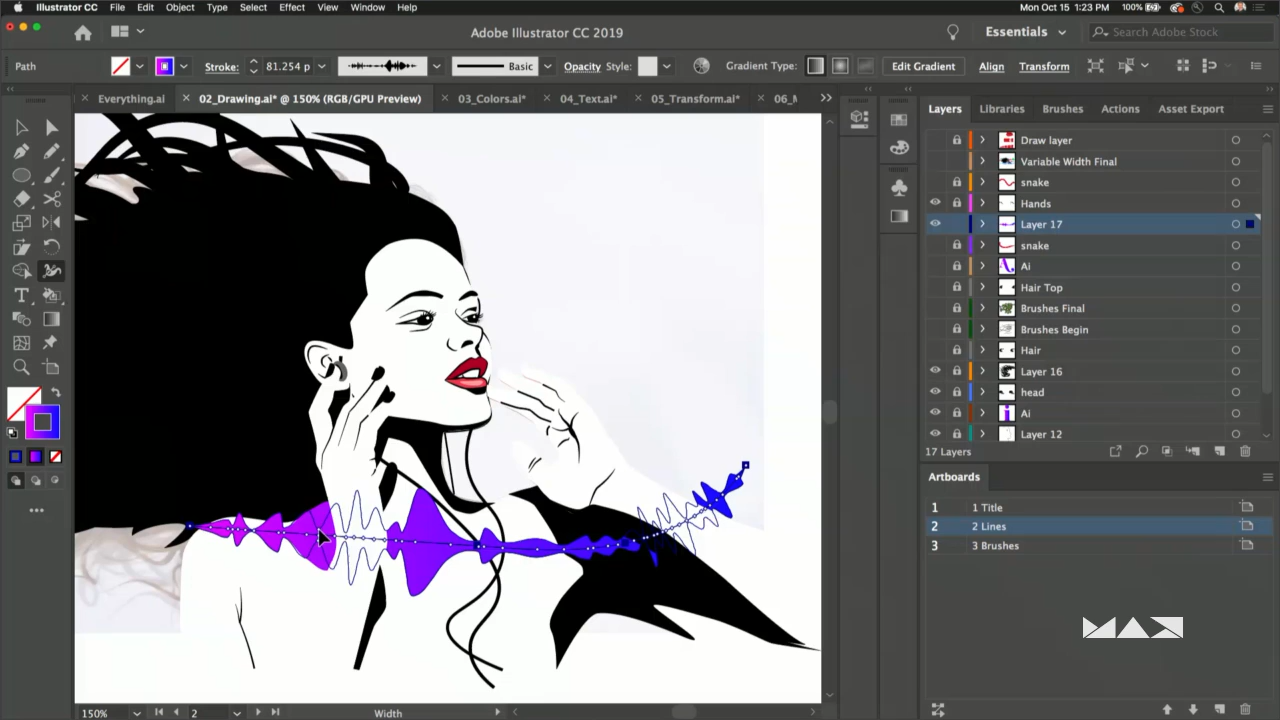 Illustrator CC File Edit Object Type Select Effect View Window Help Mon Oct 15 1:23 PM 100%
Adobe Illustrator CC 2019 Essentials Search Adobe Stock
Path Stroke: 81.254 p Basic Opacity Style: Gradient Type: Edit Gradient Align Transform
Everything.ai × 02_Drawing.ai* @ 150% (RGB/GPU Preview) × 03_Colors.ai* × 04_Text.ai* × 05_Transform.ai* × 06_
Layers Libraries Brushes Actions Asset Export
Draw layer
Variable Width Final
snake
Hands
Layer 17
snake
Ai
Hair Top
Brushes Final
Brushes Begin
Hair
Layer 16
head
Ai
Layer 12
17 Layers
Artboards
1 1 Title
2 2 Lines
3 3 Brushes
MAX
150% 2 Width